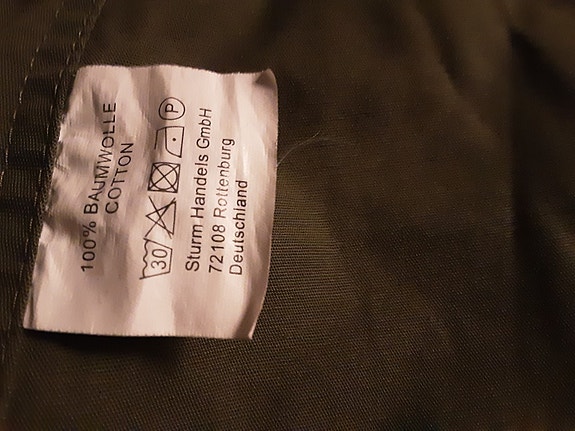 100% BAUMWOLLE
COTTON
30 P
Sturm Handels GmbH
72108 Rottenburg
Deutschland